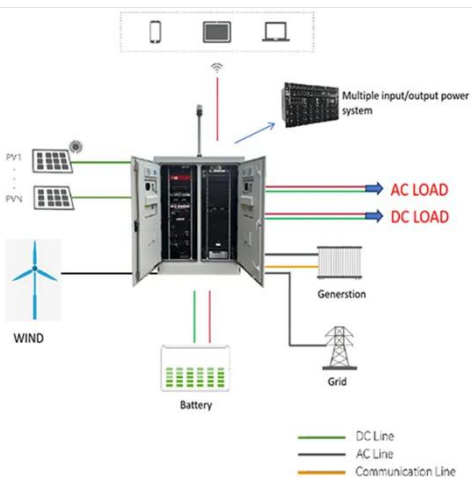 Multiple input/output power
system
PV1
PVN
AC LOAD
DC LOAD
WIND
Generstion
Grid
Battery
DC Line
AC Line
Communication Line